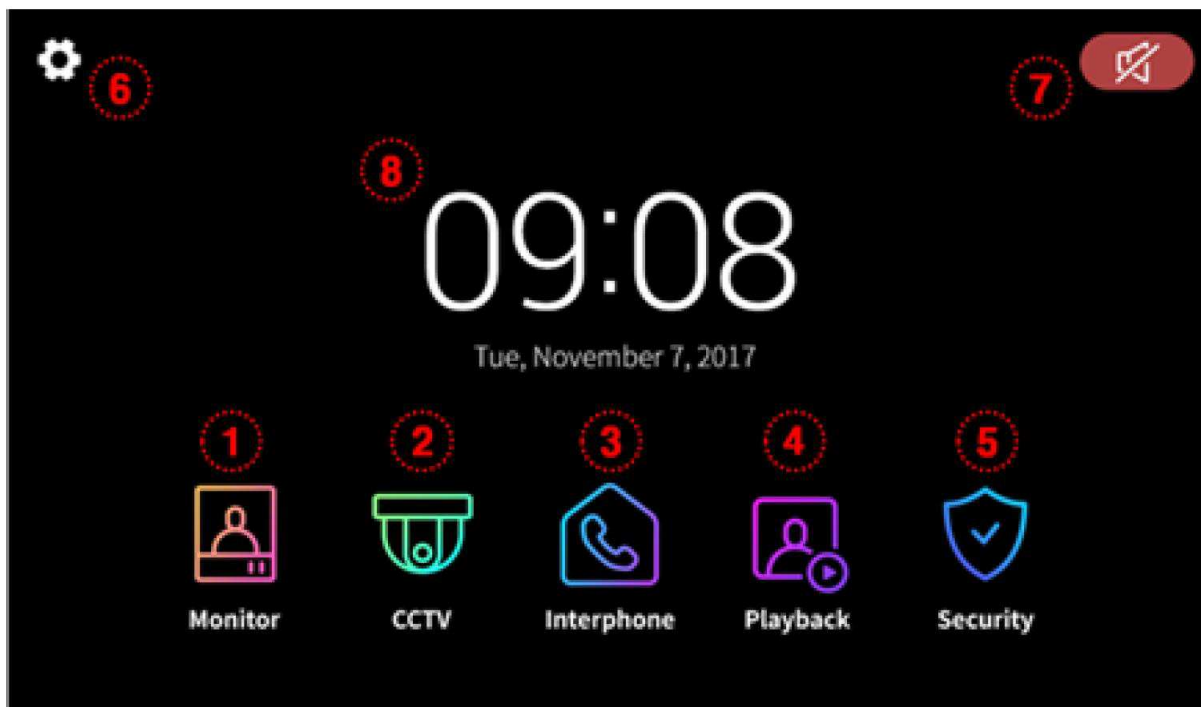 6
7
8
09:08
Tue, November 7, 2017
1 2 3 4 5
Monitor CCTV Interphone Playback Security